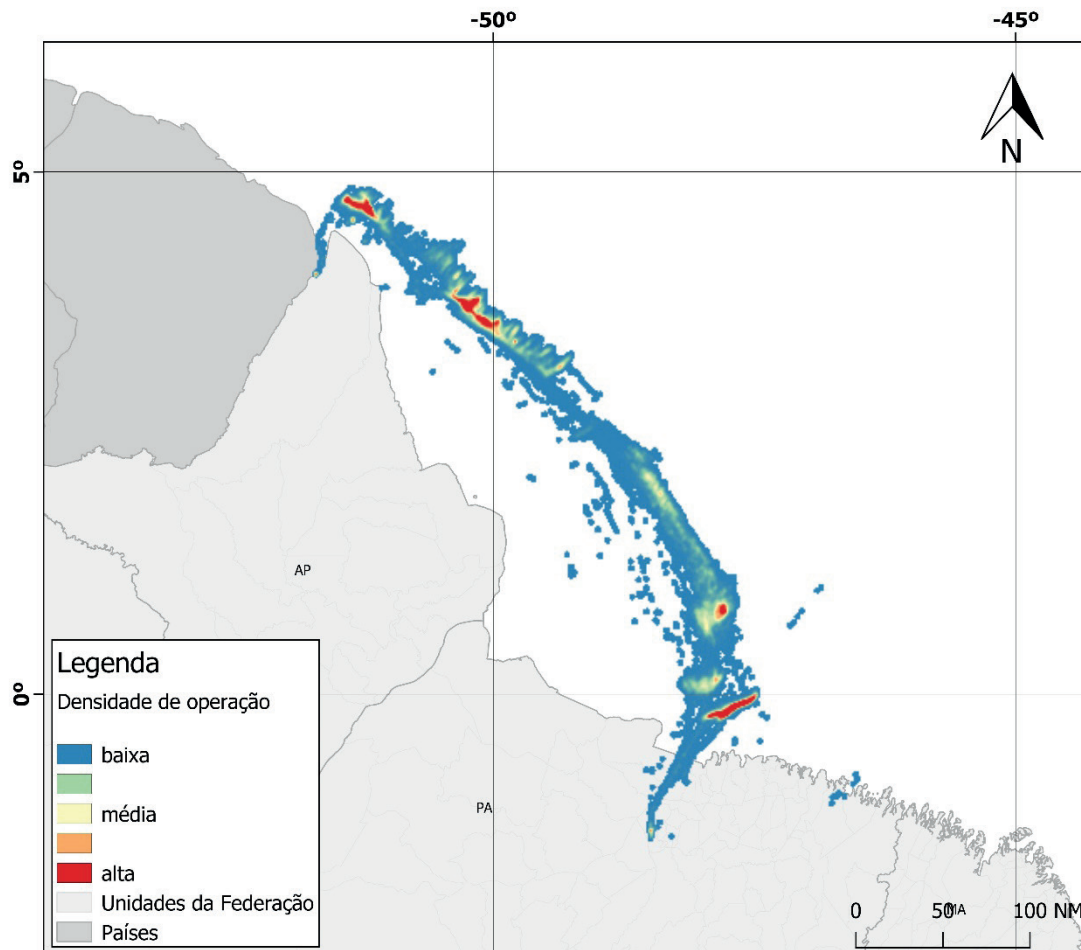 -50º
-45º
5º
N
AP
0º
PA
Legenda
Densidade de operação
baixa
média
alta
Unidades da Federação
Países
0
50
MA
100 NM